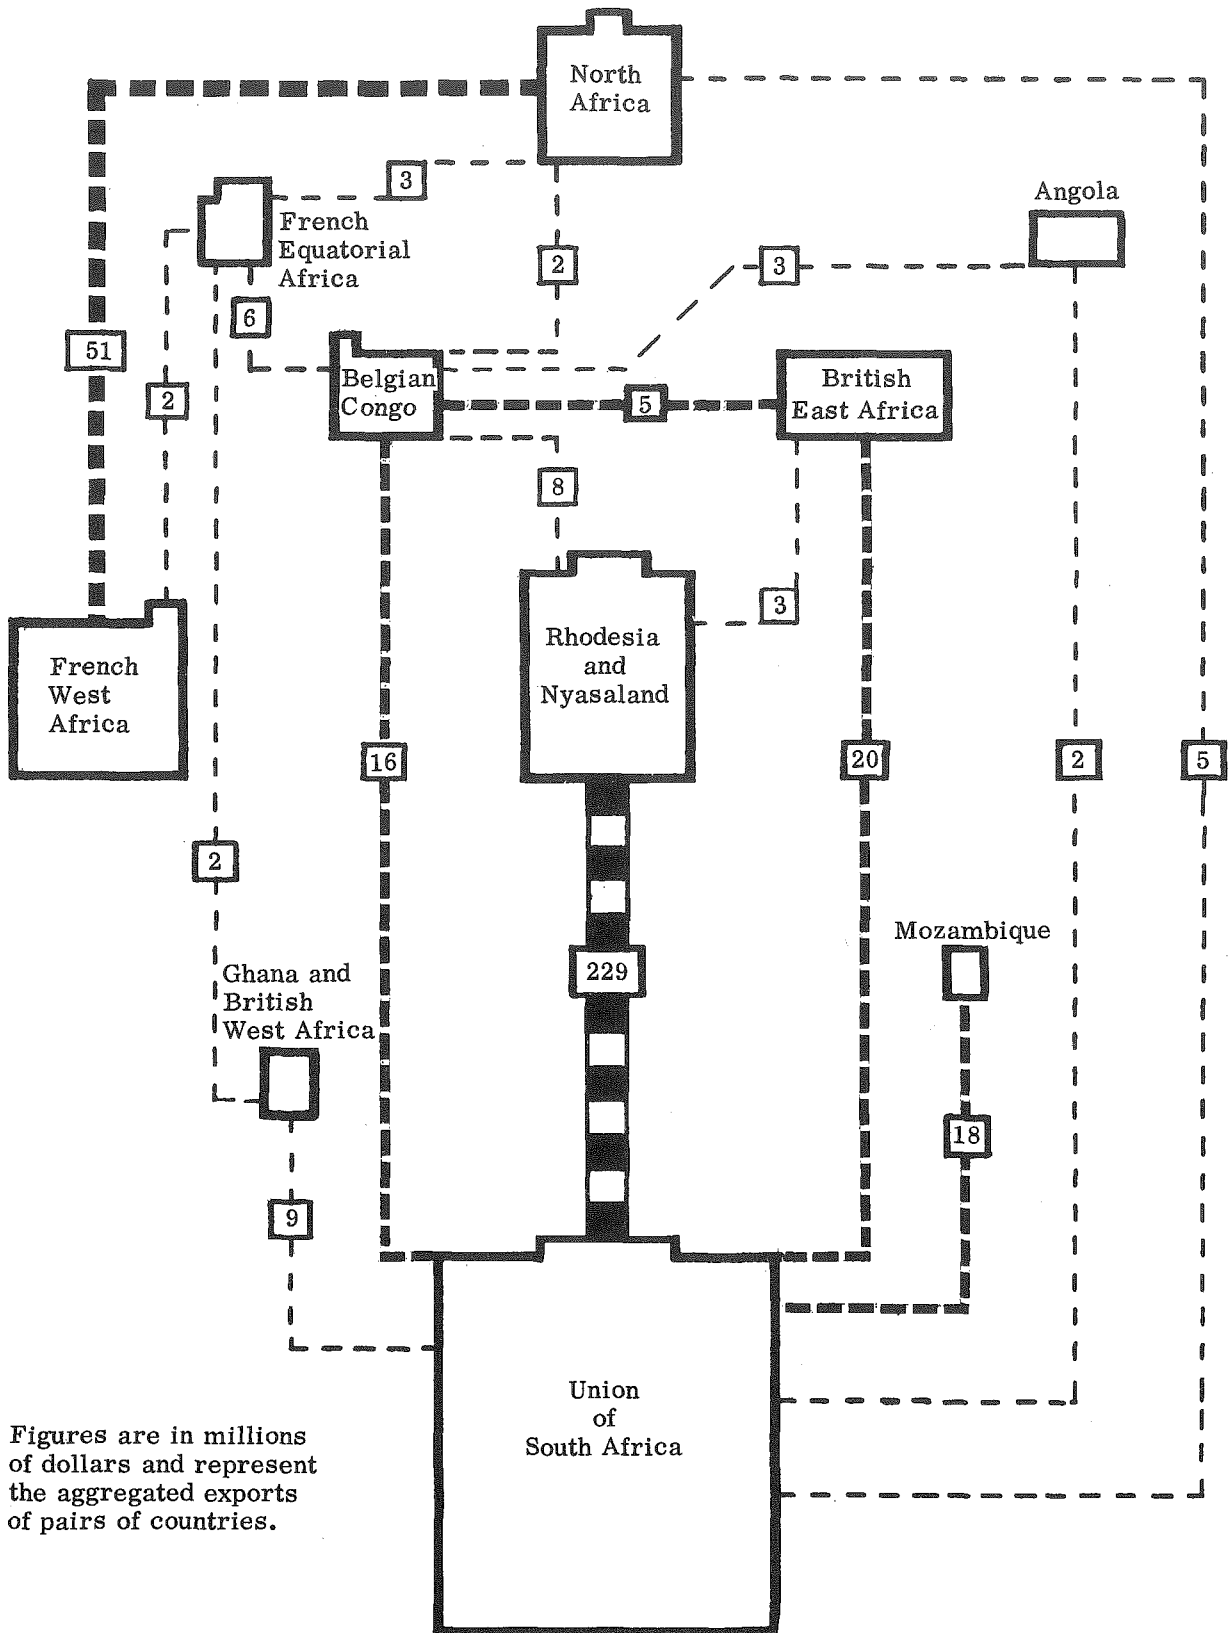 North
Africa
3
Angola
French
Equatorial
Africa
2
3
6
51
Belgian
Congo
British
East Africa
2
5
8
3
Rhodesia
and
Nyasaland
French
West
Africa
16
20
2
5
2
Mozambique
229
Ghana and
British
West Africa
18
9
Union
of
South Africa
Figures are in millions
of dollars and represent
the aggregated exports
of pairs of countries.